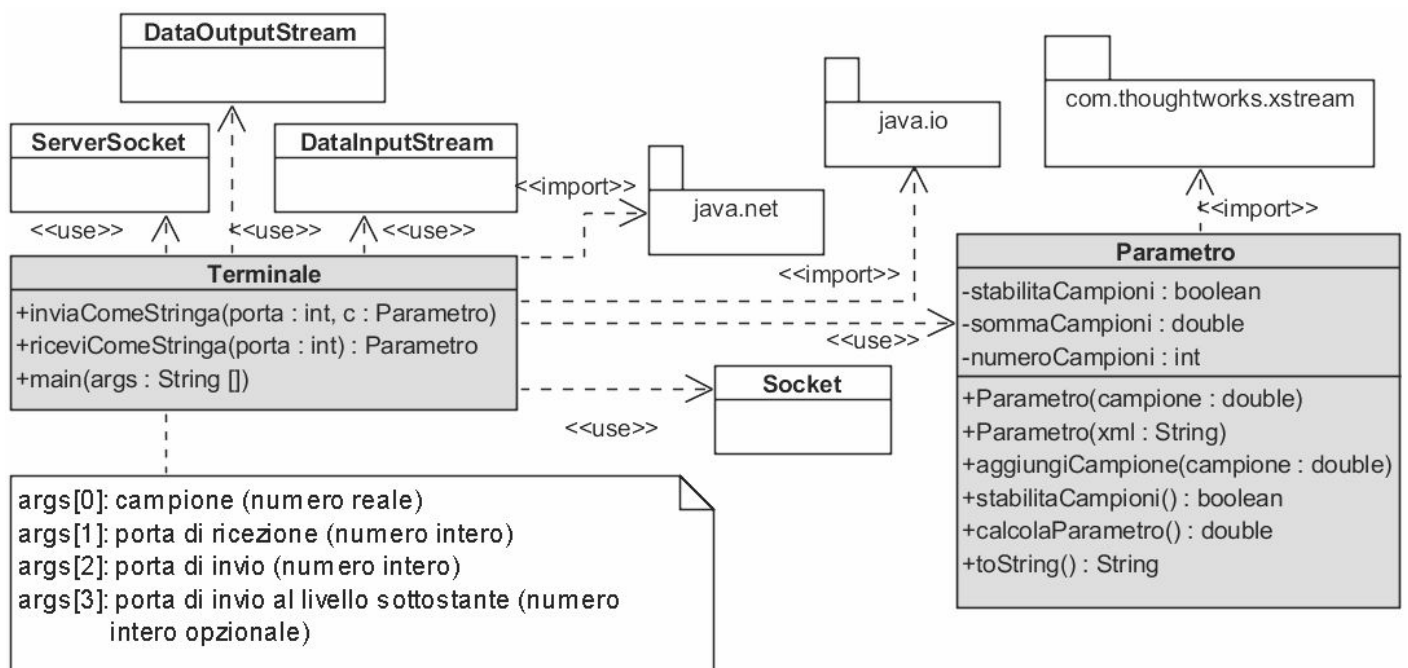 DataOutputStream
ServerSocket
DataInputStream
java.io
com.thoughtworks.xstream
<<import>>
java.net
<<import>>
<<use>>
<<use>>
<<use>>
Terminale
+inviaComeStringa(porta : int, c : Parametro)
+riceviComeStringa(porta : int) : Parametro
+main(args : String [])
<<import>>
<<use>>
Parametro
-stabilitaCampioni : boolean
-sommaCampioni : double
-numeroCampioni : int
+Parametro(campione : double)
+Parametro(xml : String)
+aggiungiCampione(campione : double)
+stabilitaCampioni() : boolean
+calcolaParametro() : double
+toString() : String
Socket
<<use>>
args[0]: campione (numero reale)
args[1]: porta di ricezione (numero intero)
args[2]: porta di invio (numero intero)
args[3]: porta di invio al livello sottostante (numero
intero opzionale)